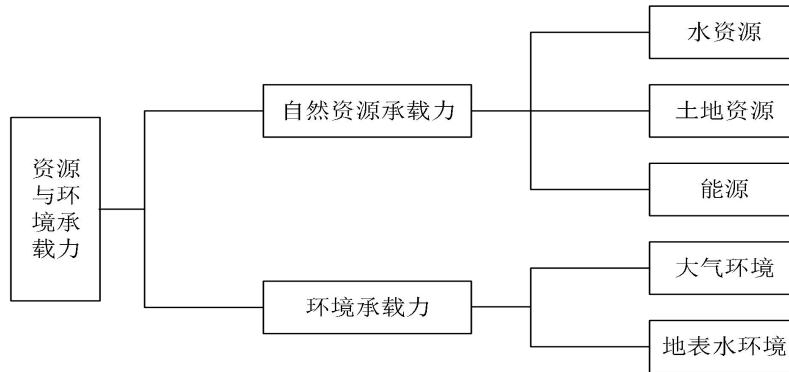 资源
与环
境承
载力
自然资源承载力
环境承载力
水资源
土地资源
能源
大气环境
地表水环境